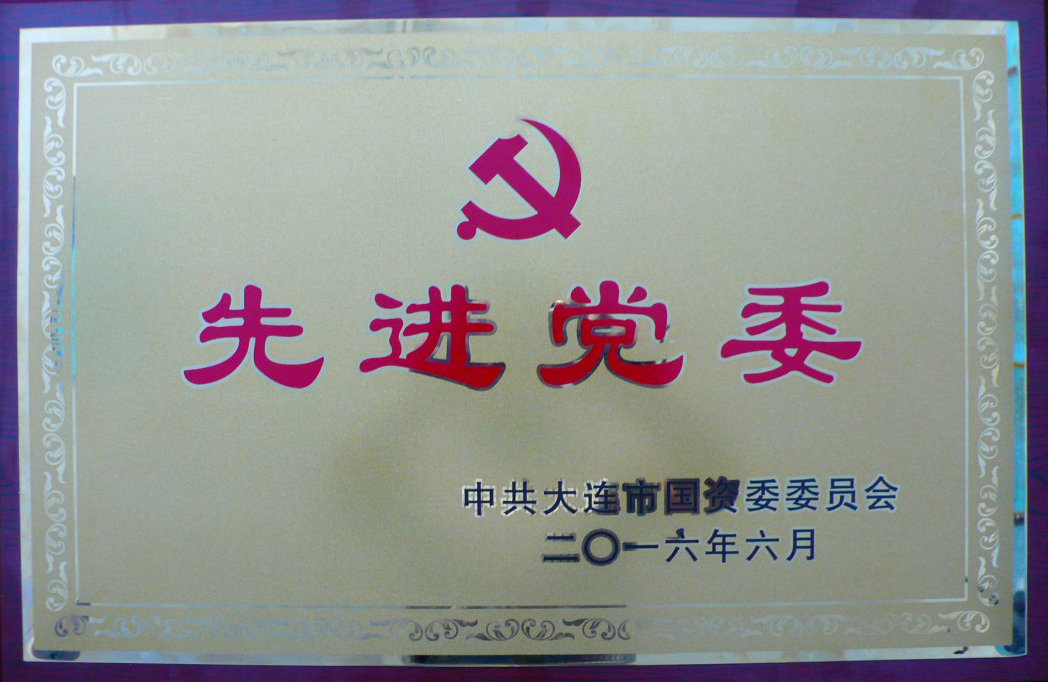 先进党委
中共大连市国资委委员会
二〇一六年六月